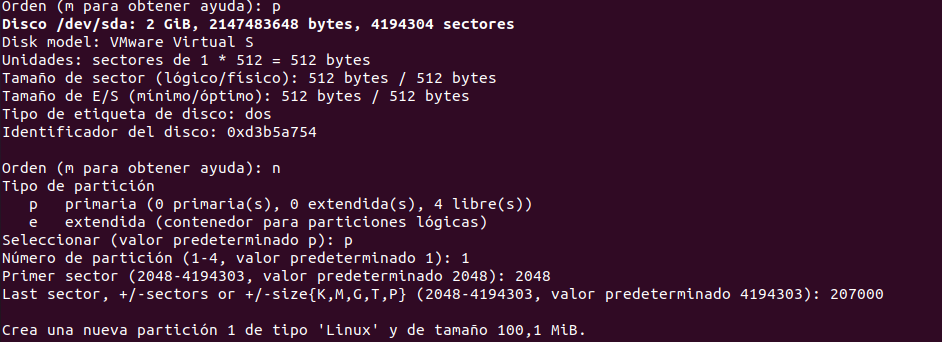 Orden (m para obtener ayuda): p
Disco /dev/sda: 2 GiB, 2147483648 bytes, 4194304 sectores
Disk model: VMware Virtual S
Unidades: sectores de 1 * 512 = 512 bytes
Tamaño de sector (lógico/físico): 512 bytes / 512 bytes
Tamaño de E/S (mínimo/óptimo): 512 bytes / 512 bytes
Tipo de etiqueta de disco: dos
Identificador del disco: 0xd3b5a754
Orden (m para obtener ayuda): n
Tipo de partición
p primaria (0 primaria(s), 0 extendida(s), 4 libre(s))
e extendida (contenedor para particiones lógicas)
Seleccionar (valor predeterminado p): p
Número de partición (1-4, valor predeterminado 1): 1
Primer sector (2048-4194303, valor predeterminado 2048): 2048
Last sector, +/-sectors or +/-size{K,M,G,T,P} (2048-4194303, valor predeterminado 4194303): 207000
Crea una nueva partición 1 de tipo 'Linux' y de tamaño 100,1 MiB.